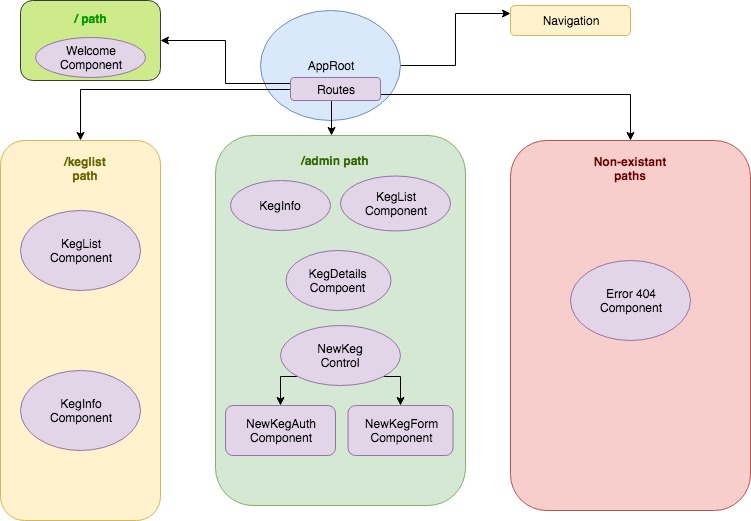 / path
Welcome
Component
AppRoot
Routes
Navigation
/keglist
path
KegList
Component
KegInfo
Component
/admin path
KegInfo
KegList
Component
KegDetails
Compoent
NewKeg
Control
NewKegAuth
Component
NewKegForm
Component
Non-existant
paths
Error 404
Component